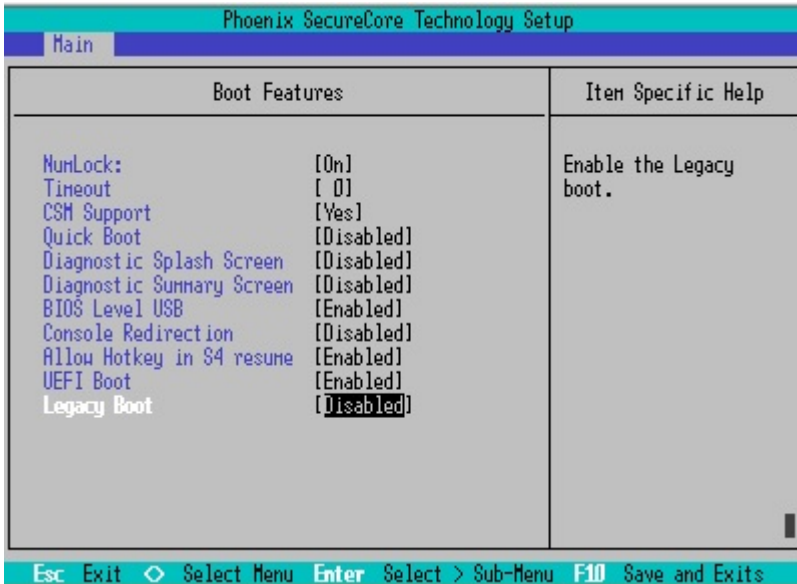 Phoenix SecureCore Technology Setup
Main
Boot Features
Item Specific Help
NumLock: [On]
Timeout [ 0]
CSM Support [Yes]
Quick Boot [Disabled]
Diagnostic Splash Screen [Disabled]
Diagnostic Summary Screen [Disabled]
BIOS Level USB [Enabled]
Console Redirection [Disabled]
Allow Hotkey in S4 resume [Enabled]
UEFI Boot [Enabled]
Legacy Boot [Disabled]
Enable the Legacy
boot.
Esc Exit Select Menu Enter Select > Sub-Menu F10 Save and Exits